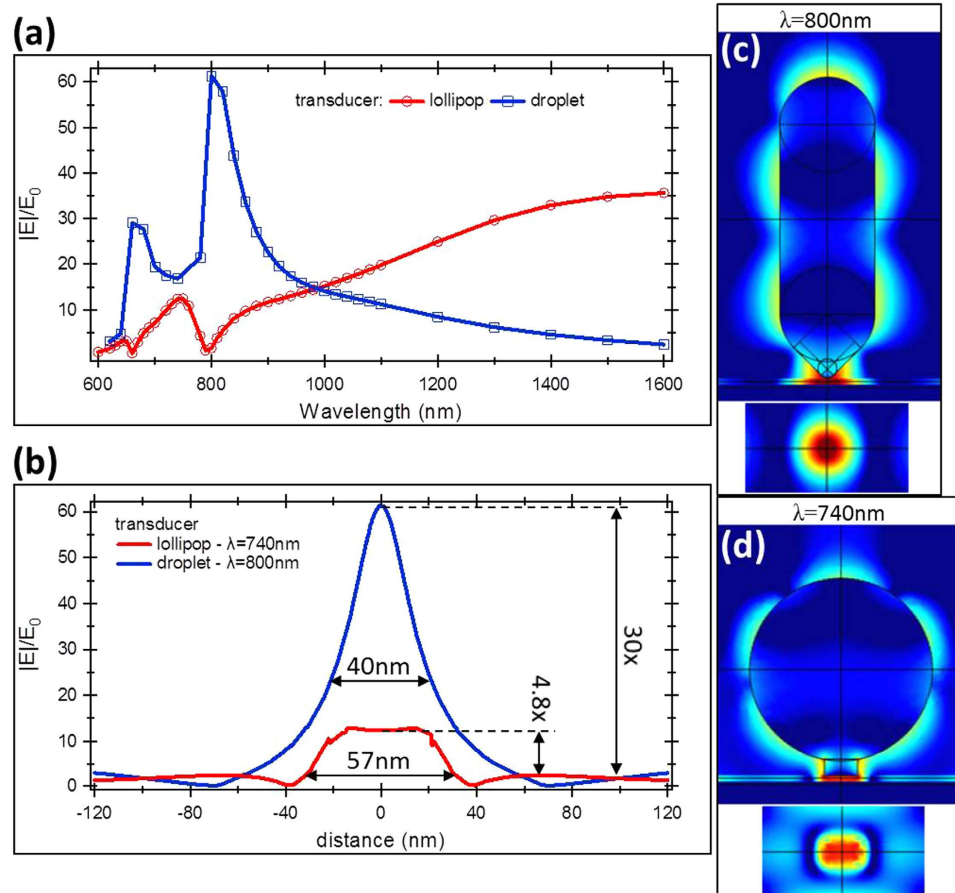 (a)
60
50
40
30
20
10
0
|E|/E₀
transducer: lollipop droplet
600 800 1000 1200 1400 1600
Wavelength (nm)
(b)
60
50
40
30
20
10
0
|E|/E₀
transducer
lollipop - λ=740nm
droplet - λ=800nm
40nm
57nm
4.8x
30x
-120 -80 -40 0 40 80 120
distance (nm)
λ=800nm
(c)
λ=740nm
(d)